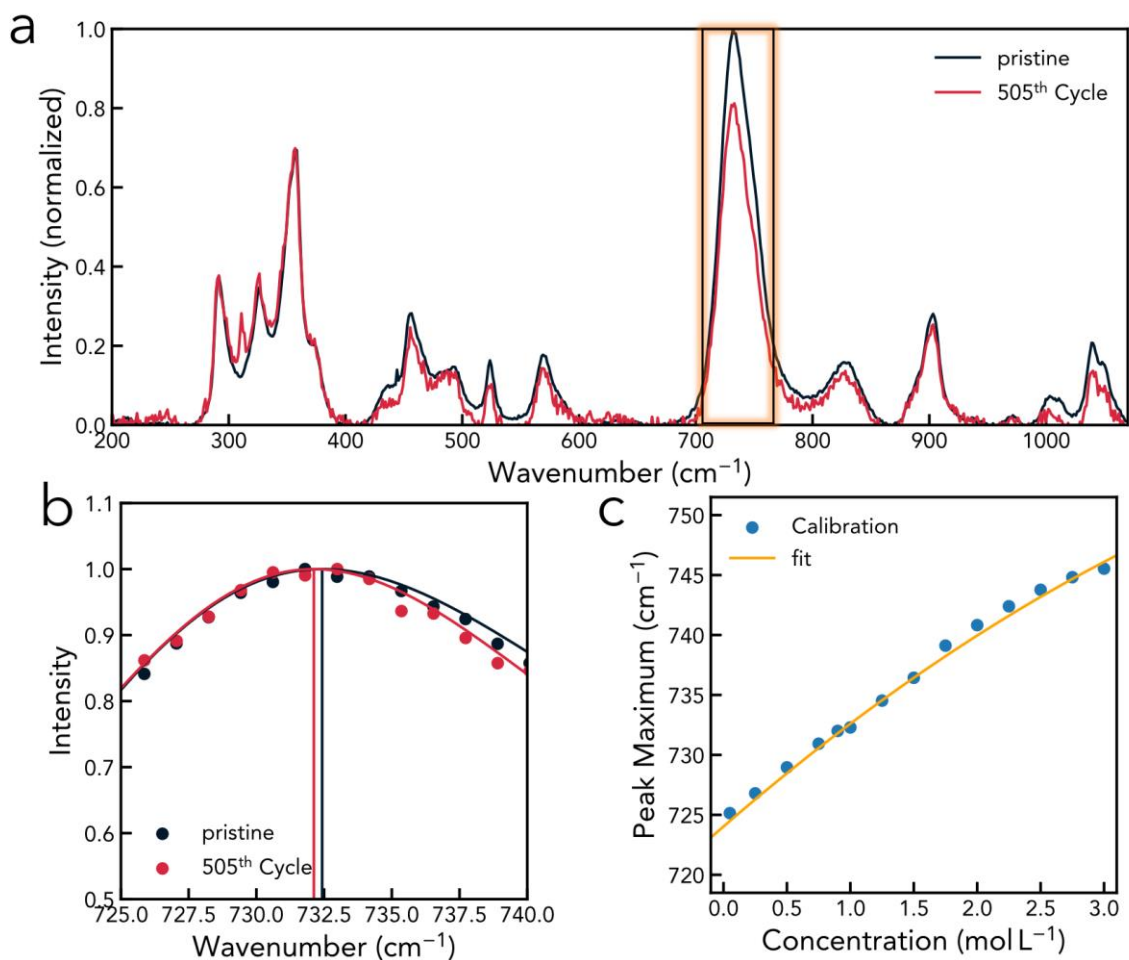 a
Intensity (normalized)
1.0
0.8
0.6
0.4
0.2
0.0
pristine
505th Cycle
200 300 400 500 600 700 800 900 1000
Wavenumber (cm⁻¹)
b
Intensity
1.1
1.0
0.9
0.8
0.7
0.6
0.5
pristine
505th Cycle
725.0 727.5 730.0 732.5 735.0 737.5 740.0
Wavenumber (cm⁻¹)
c
Peak Maximum (cm⁻¹)
750
745
740
735
730
725
720
Calibration
fit
0.0 0.5 1.0 1.5 2.0 2.5 3.0
Concentration (mol L⁻¹)